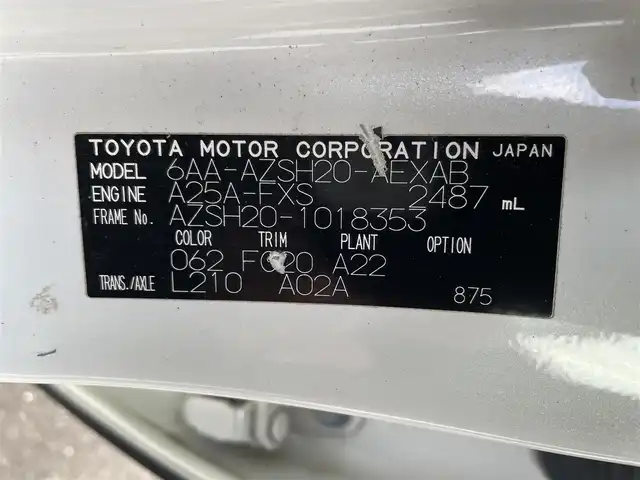 TOYOTA MOTOR CORPORATION JAPAN
MODEL 6AA-AZSH20-AEXAB
ENGINE A25A-FXS 2487 mL
FRAME No. AZSH20-1018353
COLOR TRIM PLANT OPTION
062 FC20 A22
TRANS./AXLE L210 A02A 875